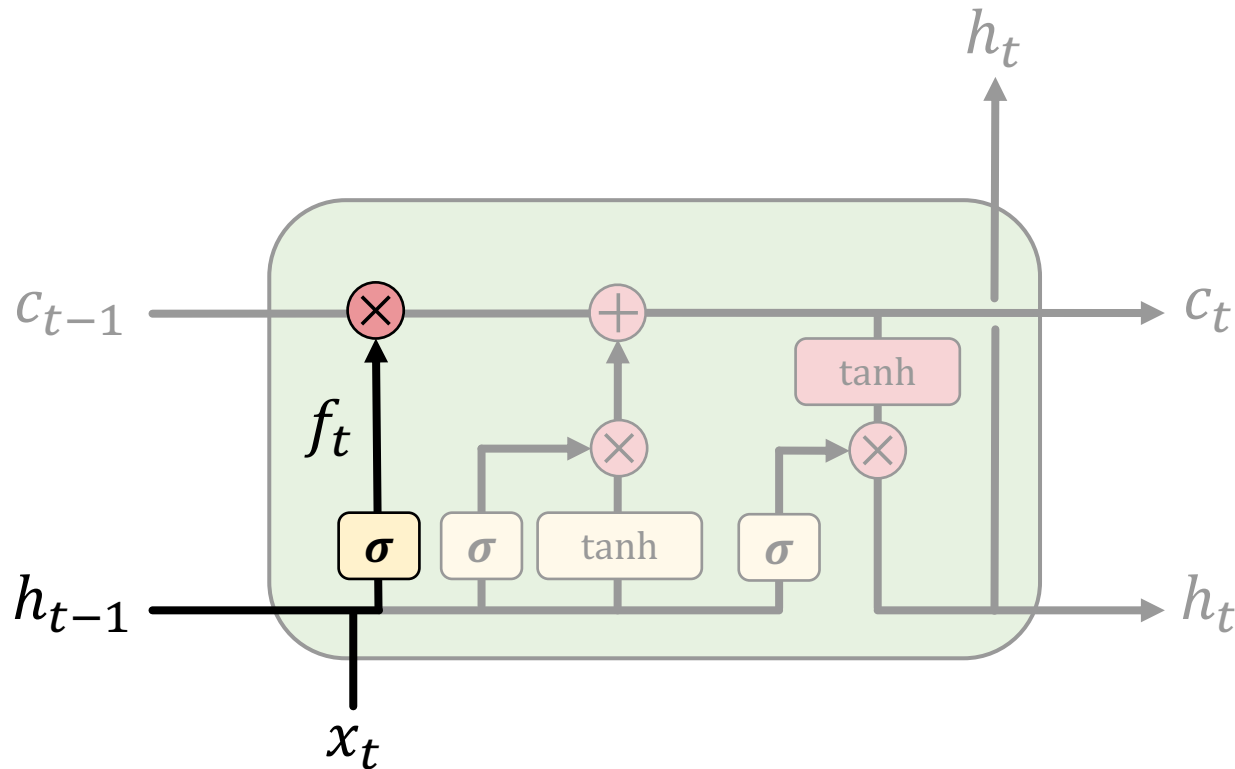 h_t
c_{t-1}
×
+
c_t
tanh
f_t
×
×
σ
σ
tanh
σ
h_{t-1}
h_t
x_t